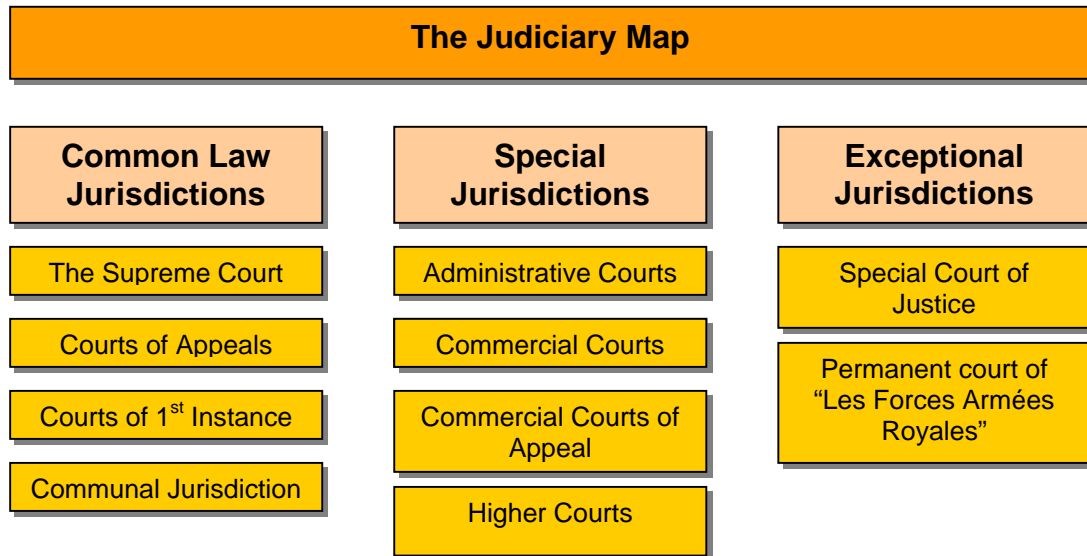 The Judiciary Map
Common Law
Jurisdictions
The Supreme Court
Courts of Appeals
Courts of 1st Instance
Communal Jurisdiction
Special
Jurisdictions
Administrative Courts
Commercial Courts
Commercial Courts of
Appeal
Higher Courts
Exceptional
Jurisdictions
Special Court of
Justice
Permanent court of
“Les Forces Armées
Royales”